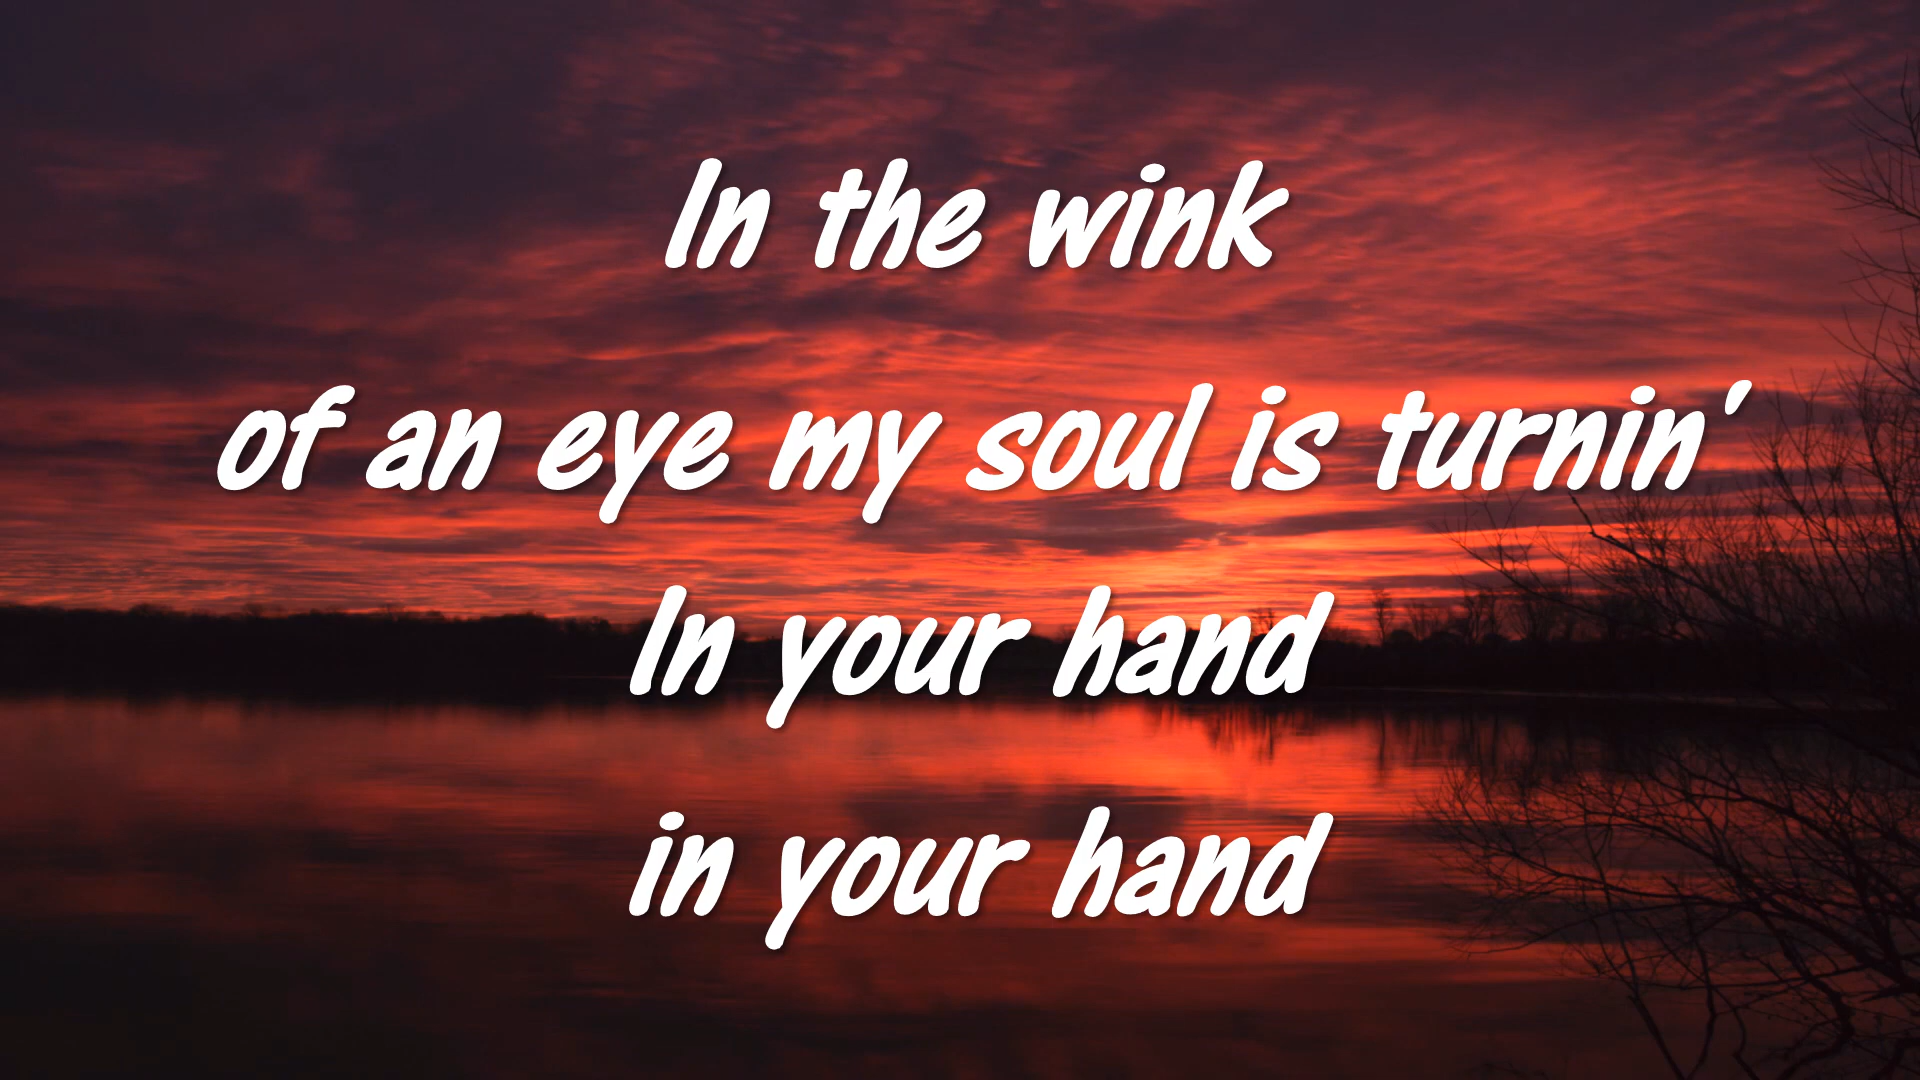 In the wink
of an eye my soul is turnin'
In your hand
in your hand